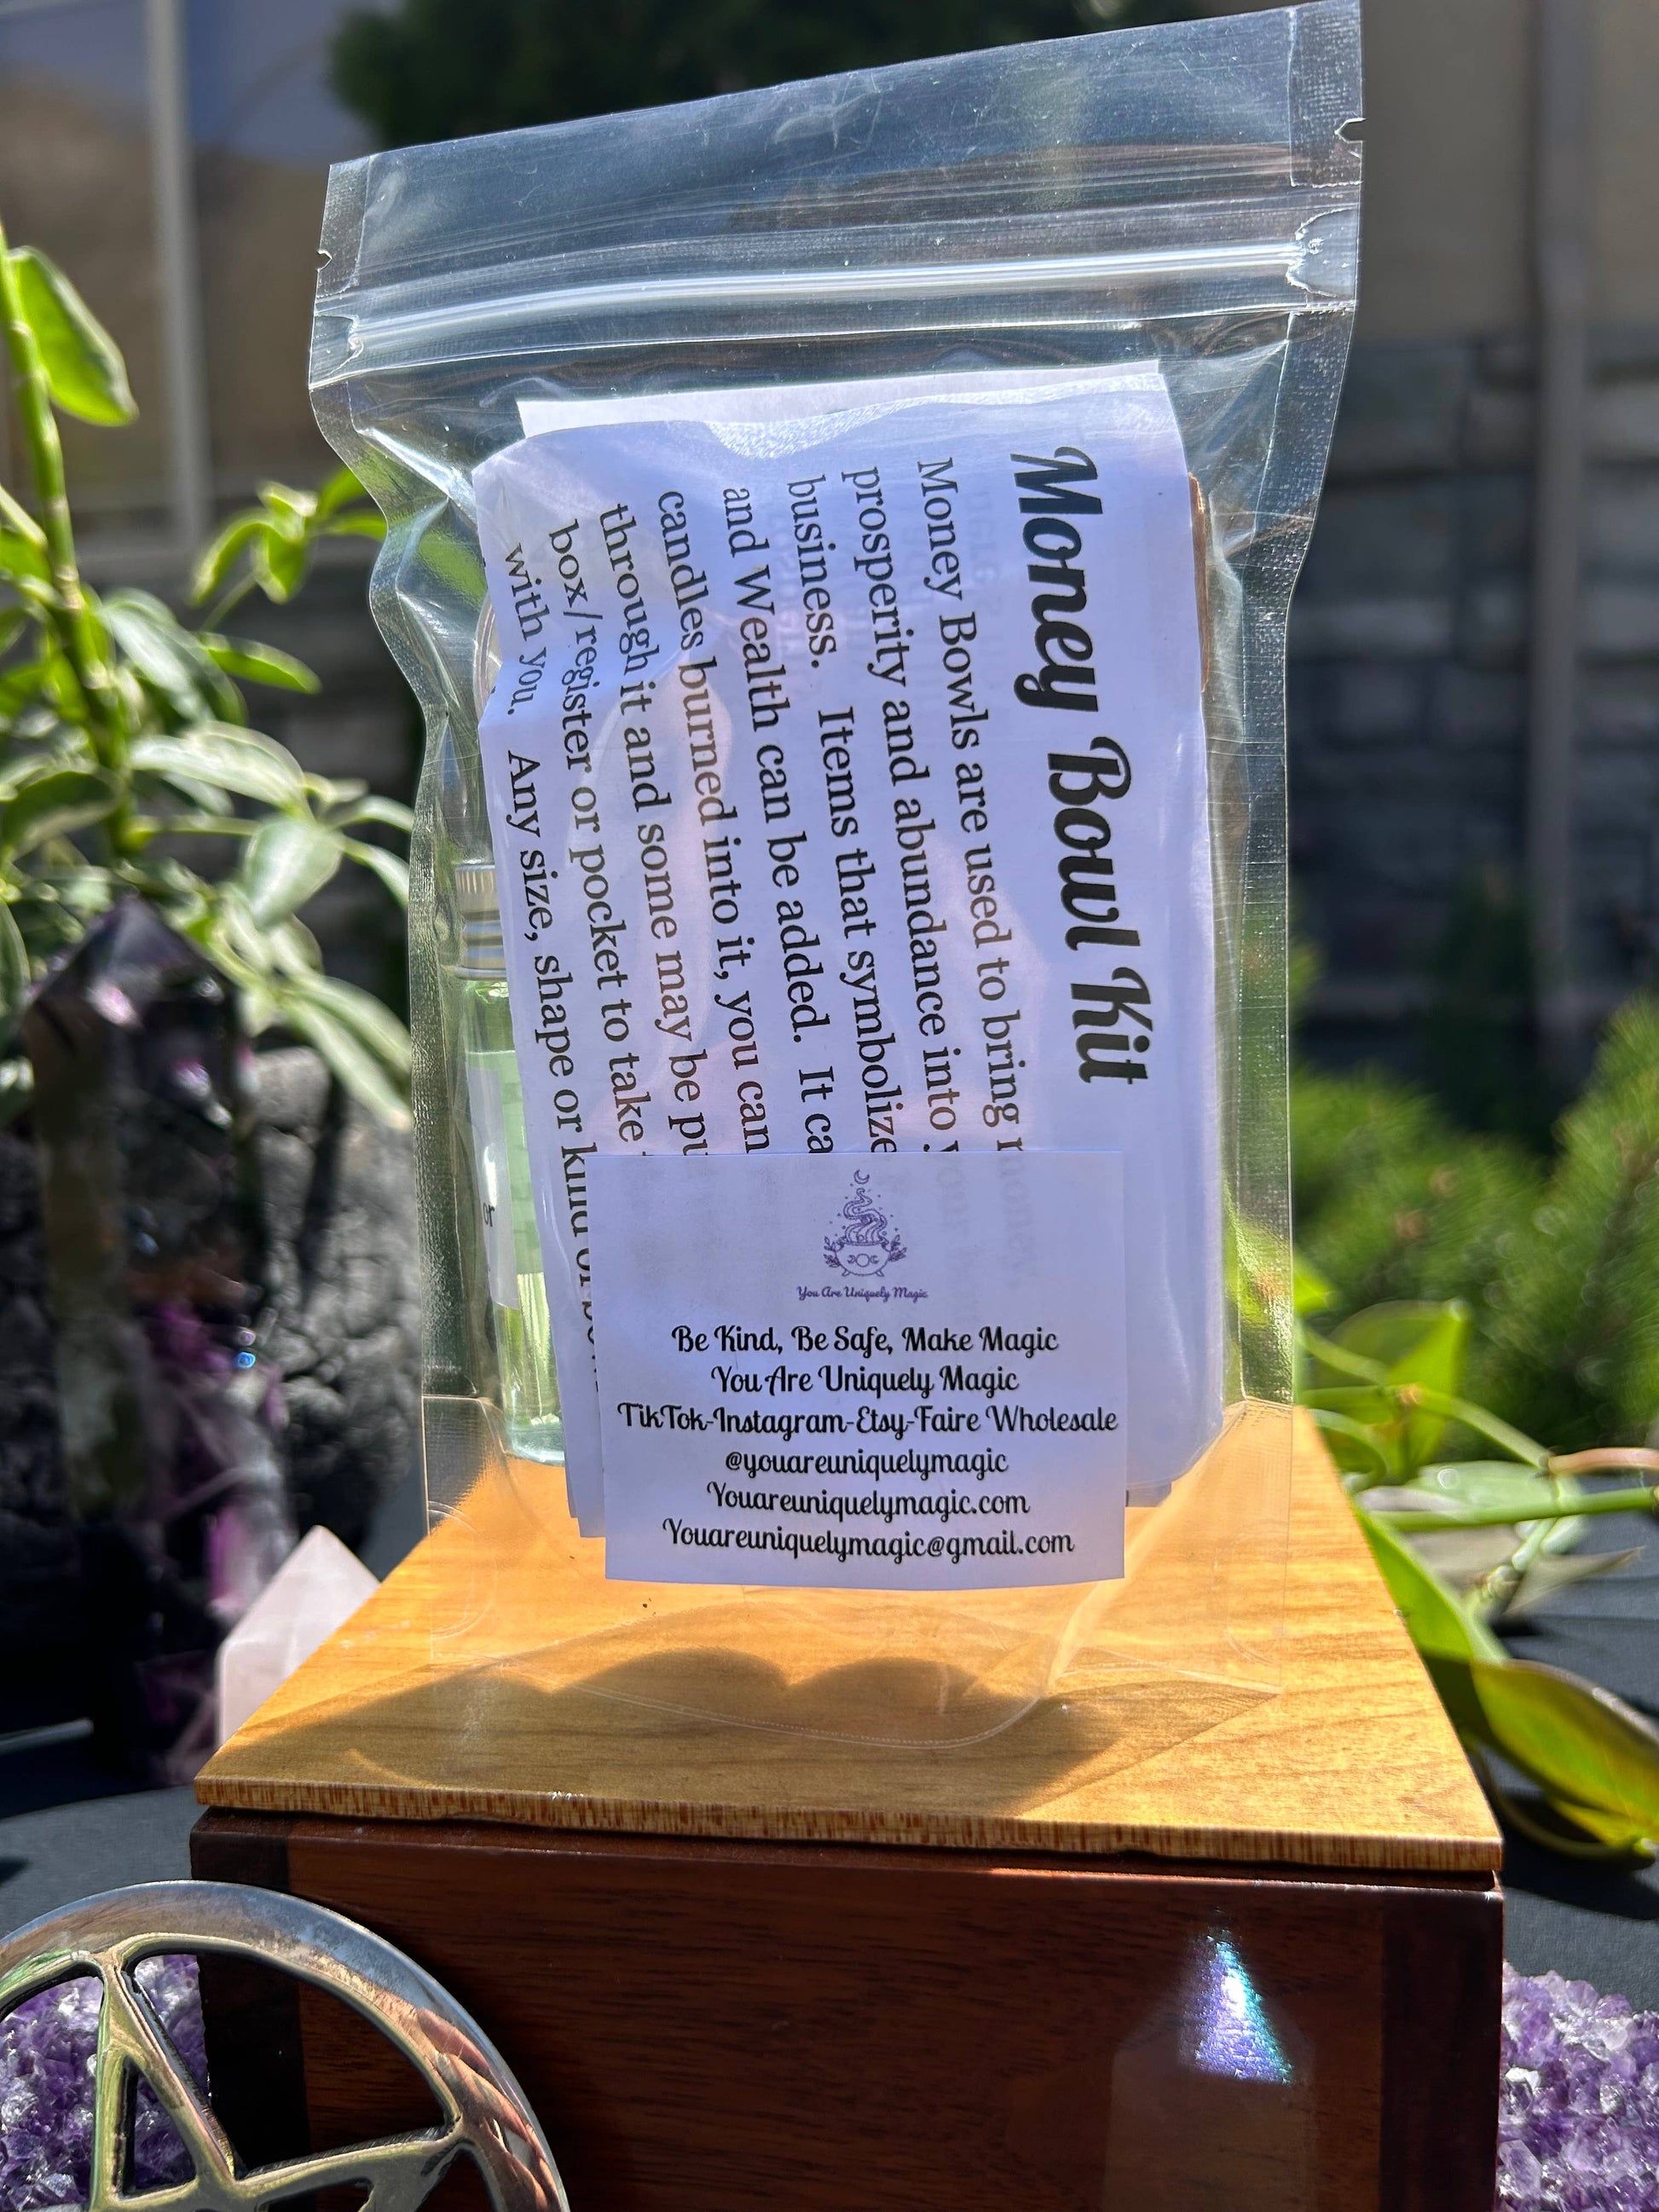 Money Bowl Kit
Money Bowls are used to bring
prosperity and abundance into
business. Items that symbolize
and Wealth can be added. It
candles burned into it, you can
through it and some may be
box/register or pocket to take
with you. Any size, shape or kind of
or
You Are Uniquely Magic
Be Kind, Be Safe, Make Magic
You Are Uniquely Magic
TikTok-Instagram-Etsy-Faire Wholesale
@youareuniquelymagic
Youareuniquelymagic.com
Youareuniquelymagic@gmail.com